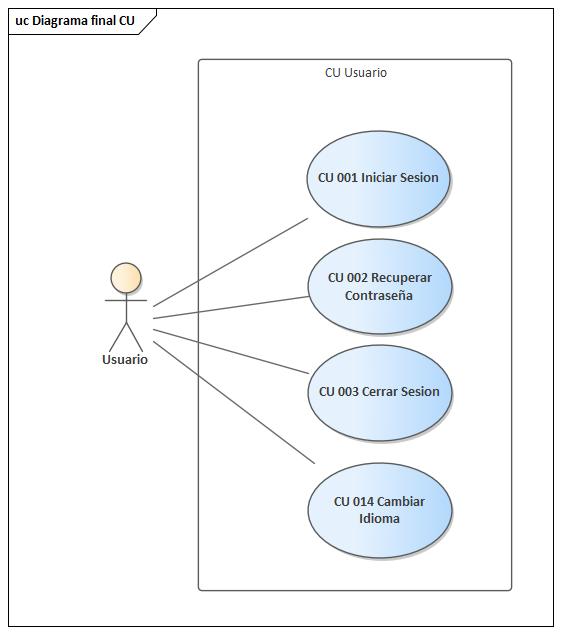 uc Diagrama final CU
CU Usuario
CU 001 Iniciar Sesion
CU 002 Recuperar
Contraseña
Usuario
CU 003 Cerrar Sesion
CU 014 Cambiar
Idioma